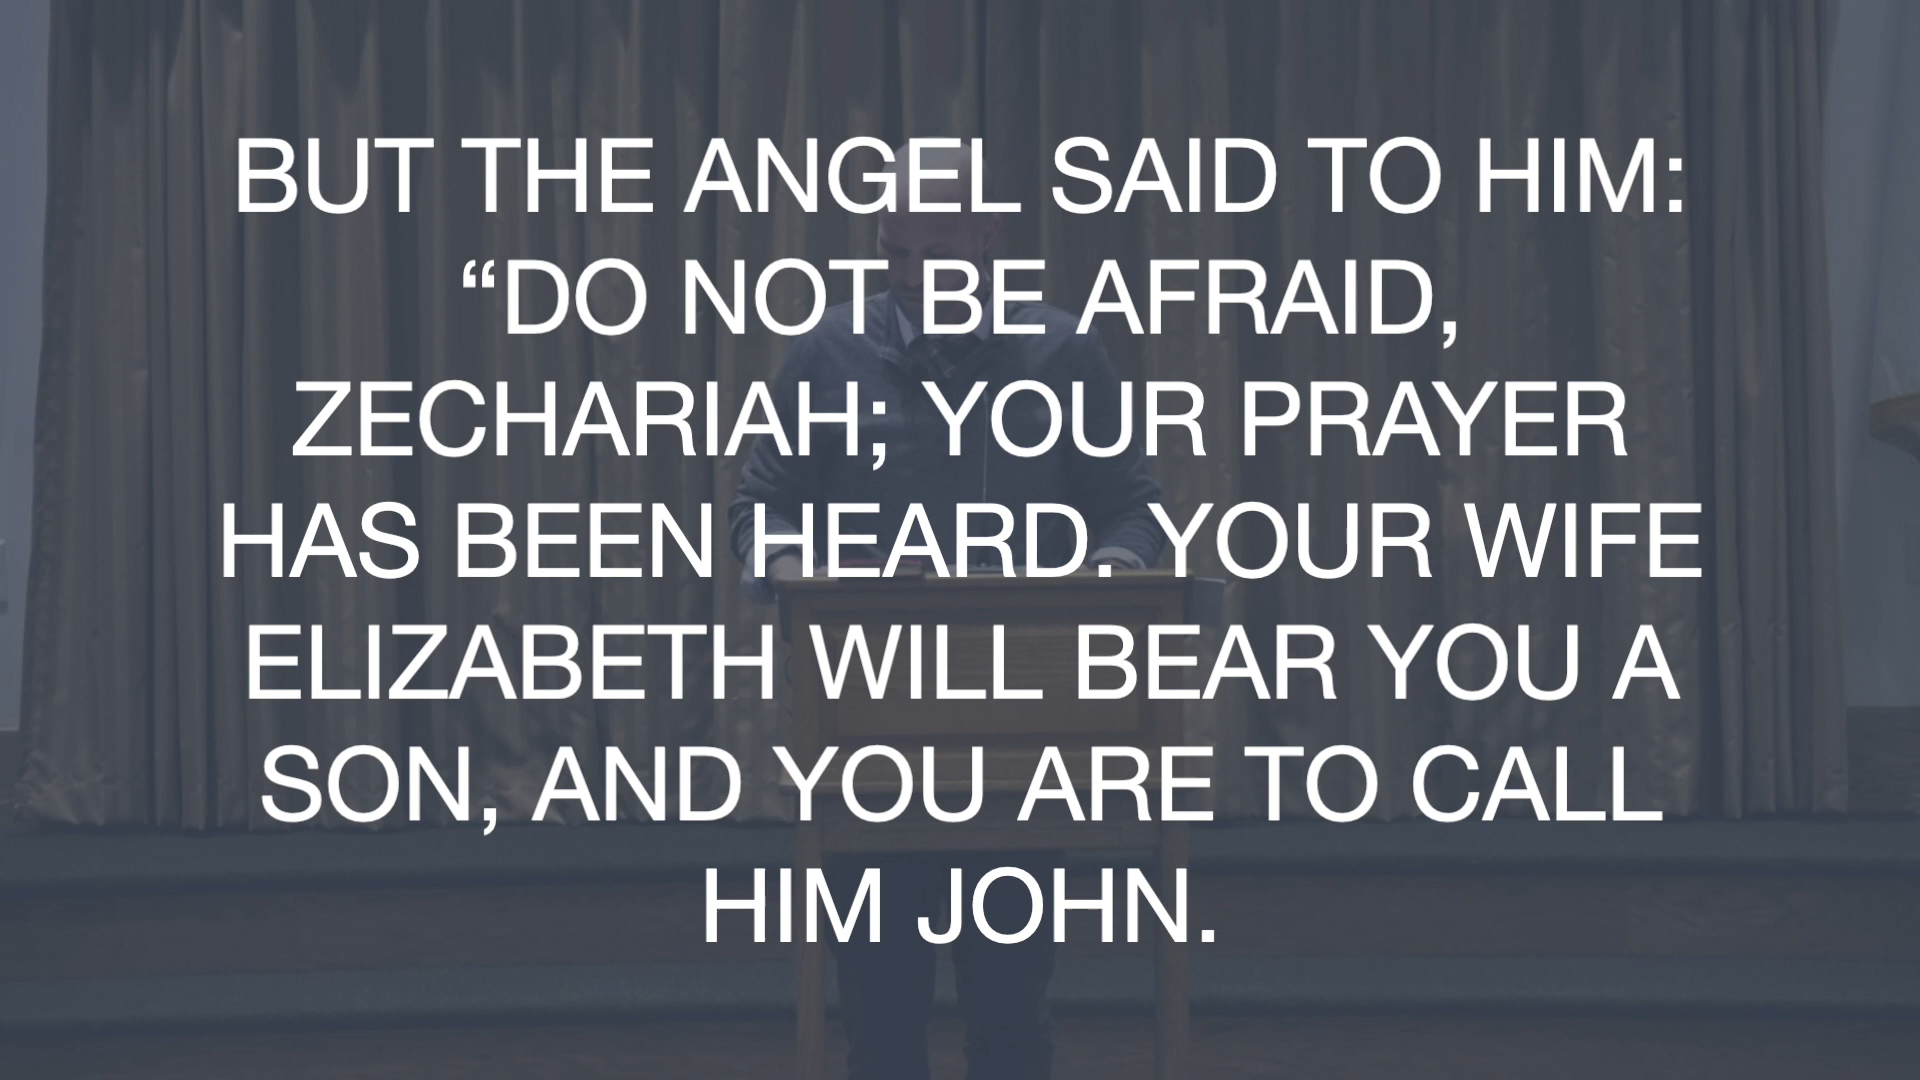 BUT THE ANGEL SAID TO HIM:
“DO NOT BE AFRAID,
ZECHARIAH; YOUR PRAYER
HAS BEEN HEARD. YOUR WIFE
ELIZABETH WILL BEAR YOU A
SON, AND YOU ARE TO CALL
HIM JOHN.